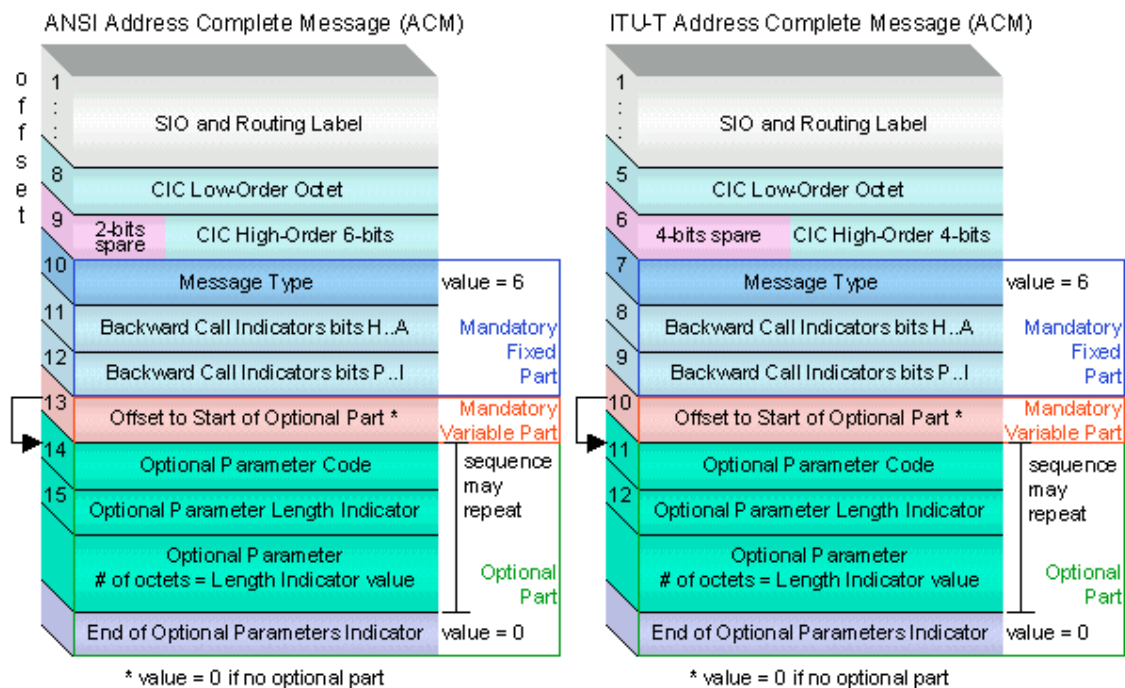 ANSI Address Complete Message (ACM)
offset
1
:
:
SIO and Routing Label
8
CIC Low-Order Octet
9
2-bits
spare
CIC High-Order 6-bits
10
Message Type
value = 6
11
Backward Call Indicators bits H..A
12
Backward Call Indicators bits P..I
Mandatory
Fixed
Part
13
Offset to Start of Optional Part *
Mandatory
Variable Part
14
Optional Parameter Code
15
Optional Parameter Length Indicator
sequence
may
repeat
Optional Parameter
# of octets = Length Indicator value
Optional
Part
End of Optional Parameters Indicator
value = 0
* value = 0 if no optional part
ITU-T Address Complete Message (ACM)
1
:
:
SIO and Routing Label
5
CIC Low-Order Octet
6
4-bits spare
CIC High-Order 4-bits
7
Message Type
value = 6
8
Backward Call Indicators bits H..A
9
Backward Call Indicators bits P..I
Mandatory
Fixed
Part
10
Offset to Start of Optional Part *
Mandatory
Variable Part
11
Optional Parameter Code
12
Optional Parameter Length Indicator
sequence
may
repeat
Optional Parameter
# of octets = Length Indicator value
Optional
Part
End of Optional Parameters Indicator
value = 0
* value = 0 if no optional part